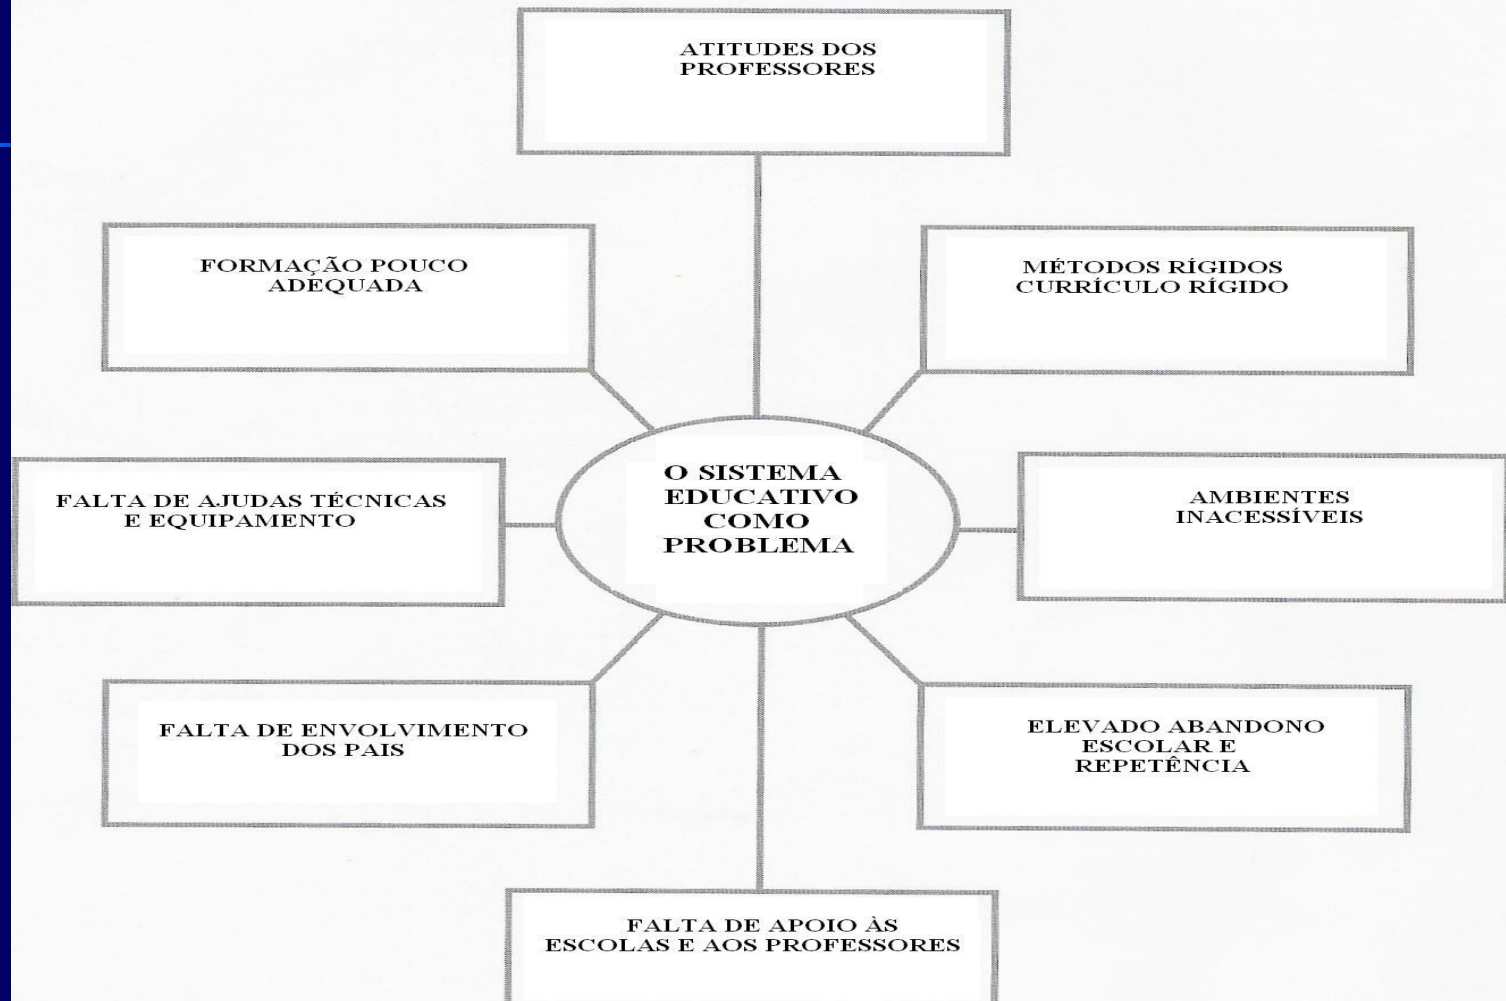 ATITUDES DOS
PROFESSORES
FORMAÇÃO POUCO
ADEQUADA
MÉTODOS RÍGIDOS
CURRÍCULO RÍGIDO
O SISTEMA
EDUCATIVO
COMO
PROBLEMA
FALTA DE AJUDAS TÉCNICAS
E EQUIPAMENTO
AMBIENTES
INACESSÍVEIS
FALTA DE ENVOLVIMENTO
DOS PAIS
ELEVADO ABANDONO
ESCOLAR E
REPETÊNCIA
FALTA DE APOIO ÀS
ESCOLAS E AOS PROFESSORES